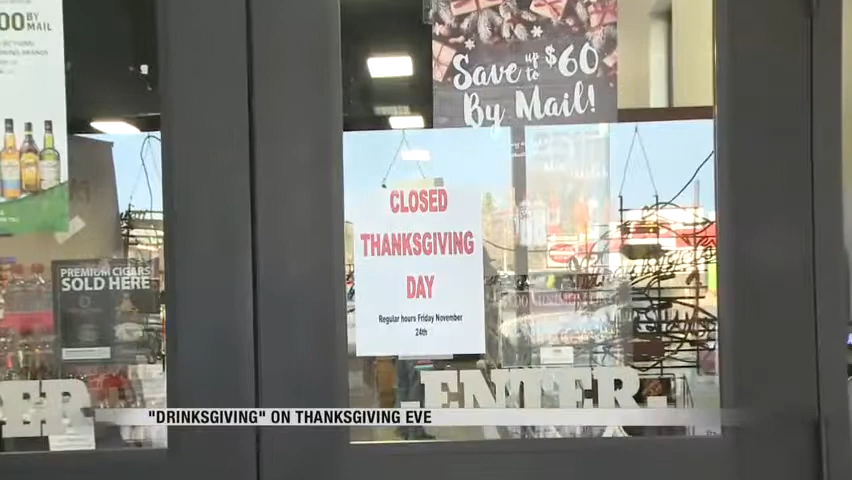 00 BY
MAIL
Save up to $60
By Mail!
CLOSED
THANKSGIVING
DAY
Regular hours Friday November
24th
PREMIUM CIGARS
SOLD HERE
-ENTER-
"DRINKSGIVING" ON THANKSGIVING EVE